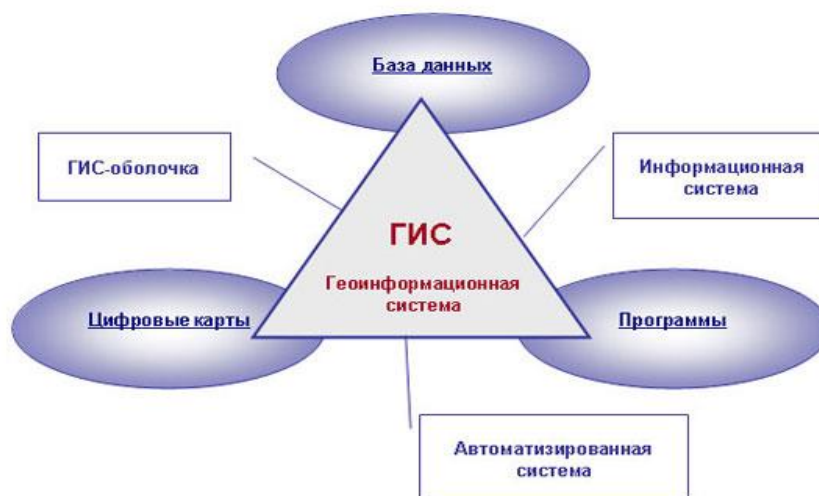 База данных
ГИС-оболочка
Информационная
система
ГИС
Геоинформационная
система
Цифровые карты
Программы
Автоматизированная
система